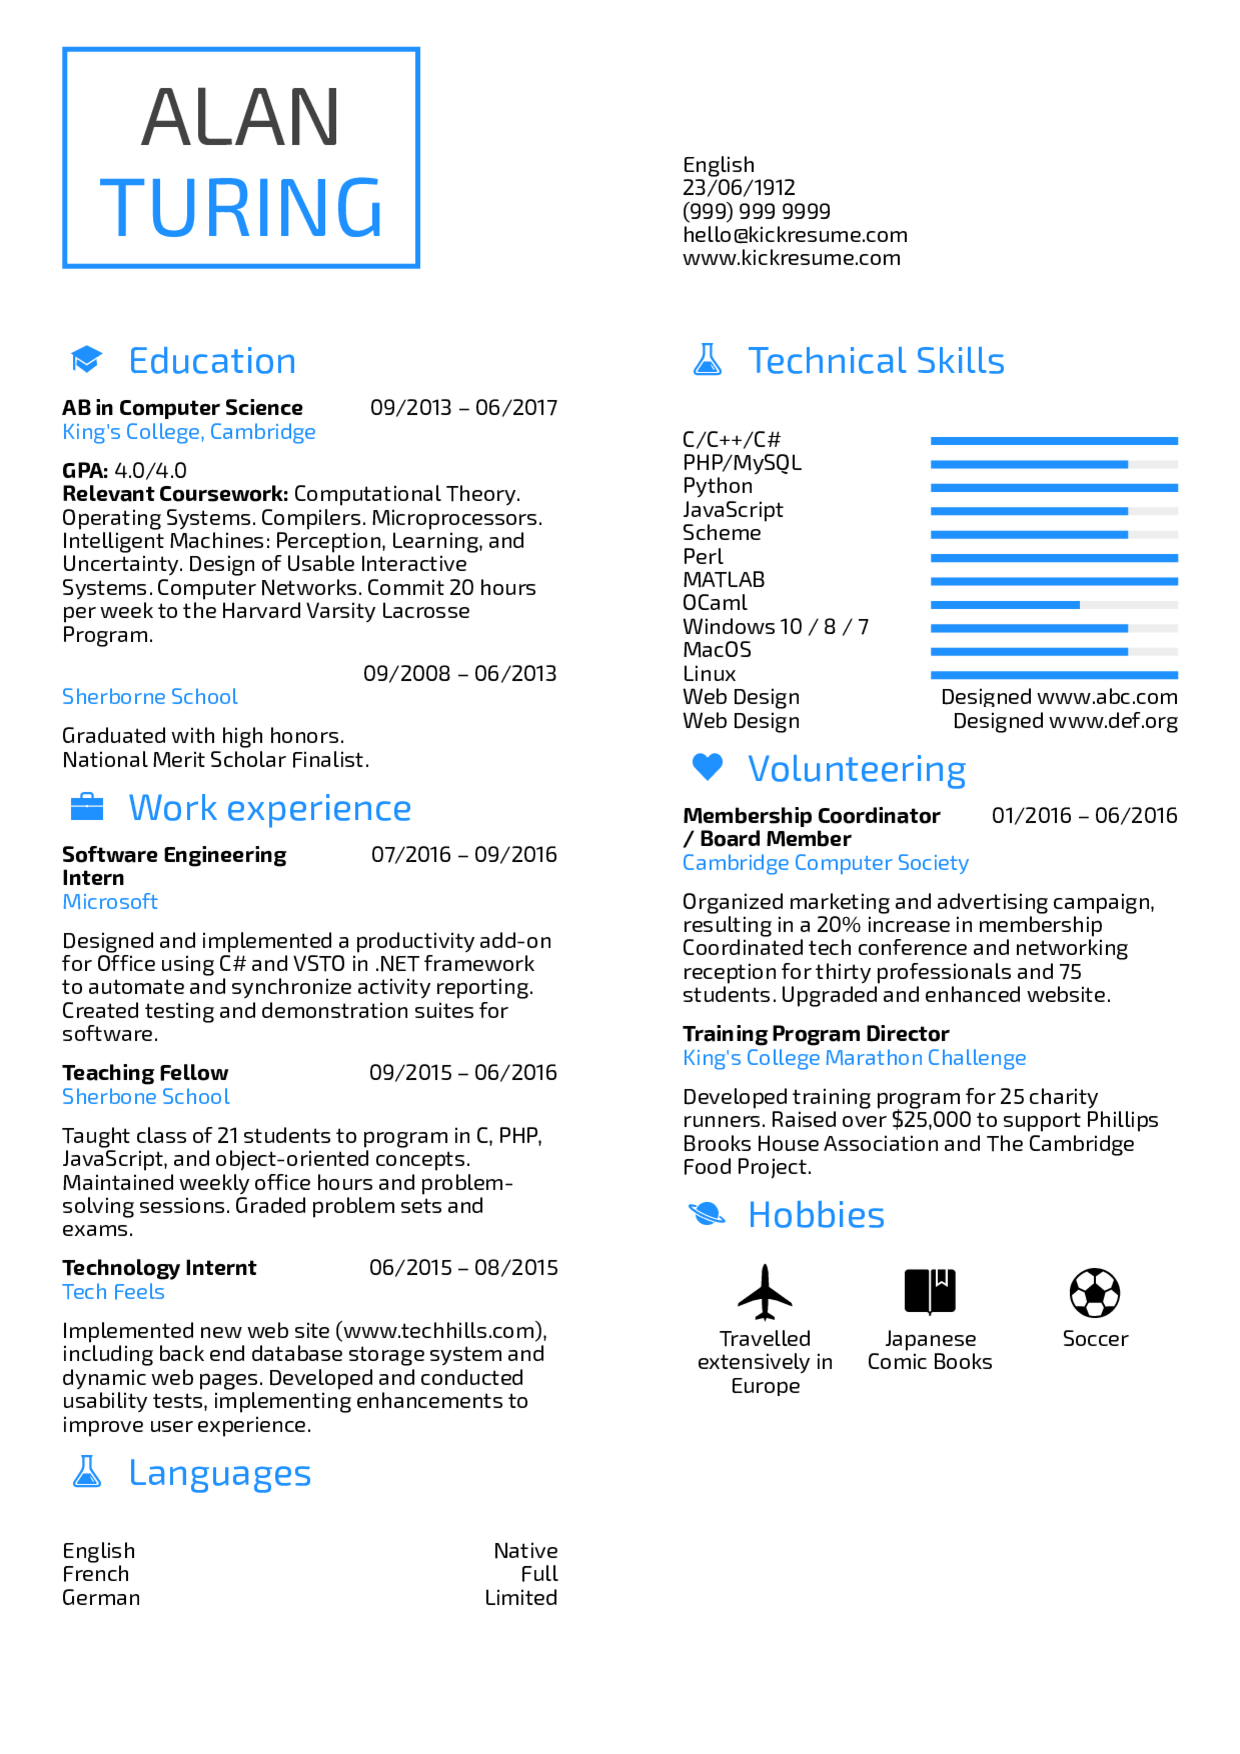 ALAN
TURING
English
23/06/1912
(999) 999 9999
hello@kickresume.com
www.kickresume.com
Education
AB in Computer Science 09/2013 – 06/2017
King's College, Cambridge
GPA: 4.0/4.0
Relevant Coursework: Computational Theory.
Operating Systems. Compilers. Microprocessors.
Intelligent Machines: Perception, Learning, and
Uncertainty. Design of Usable Interactive
Systems. Computer Networks. Commit 20 hours
per week to the Harvard Varsity Lacrosse
Program.
09/2008 – 06/2013
Sherborne School
Graduated with high honors.
National Merit Scholar Finalist.
Work experience
Software Engineering 07/2016 – 09/2016
Intern
Microsoft
Designed and implemented a productivity add-on
for Office using C# and VSTO in .NET framework
to automate and synchronize activity reporting.
Created testing and demonstration suites for
software.
Teaching Fellow 09/2015 – 06/2016
Sherbone School
Taught class of 21 students to program in C, PHP,
JavaScript, and object-oriented concepts.
Maintained weekly office hours and problem-
solving sessions. Graded problem sets and
exams.
Technology Internt 06/2015 – 08/2015
Tech Feels
Implemented new web site (www.techhills.com),
including back end database storage system and
dynamic web pages. Developed and conducted
usability tests, implementing enhancements to
improve user experience.
Languages
English Native
French Full
German Limited
Technical Skills
C/C++/C#
PHP/MySQL
Python
JavaScript
Scheme
Perl
MATLAB
OCaml
Windows 10 / 8 / 7
MacOS
Linux
Web Design Designed www.abc.com
Web Design Designed www.def.org
Volunteering
Membership Coordinator 01/2016 – 06/2016
/ Board Member
Cambridge Computer Society
Organized marketing and advertising campaign,
resulting in a 20% increase in membership
Coordinated tech conference and networking
reception for thirty professionals and 75
students. Upgraded and enhanced website.
Training Program Director
King's College Marathon Challenge
Developed training program for 25 charity
runners. Raised over $25,000 to support Phillips
Brooks House Association and The Cambridge
Food Project.
Hobbies
Travelled
extensively in
Europe
Japanese
Comic Books
Soccer